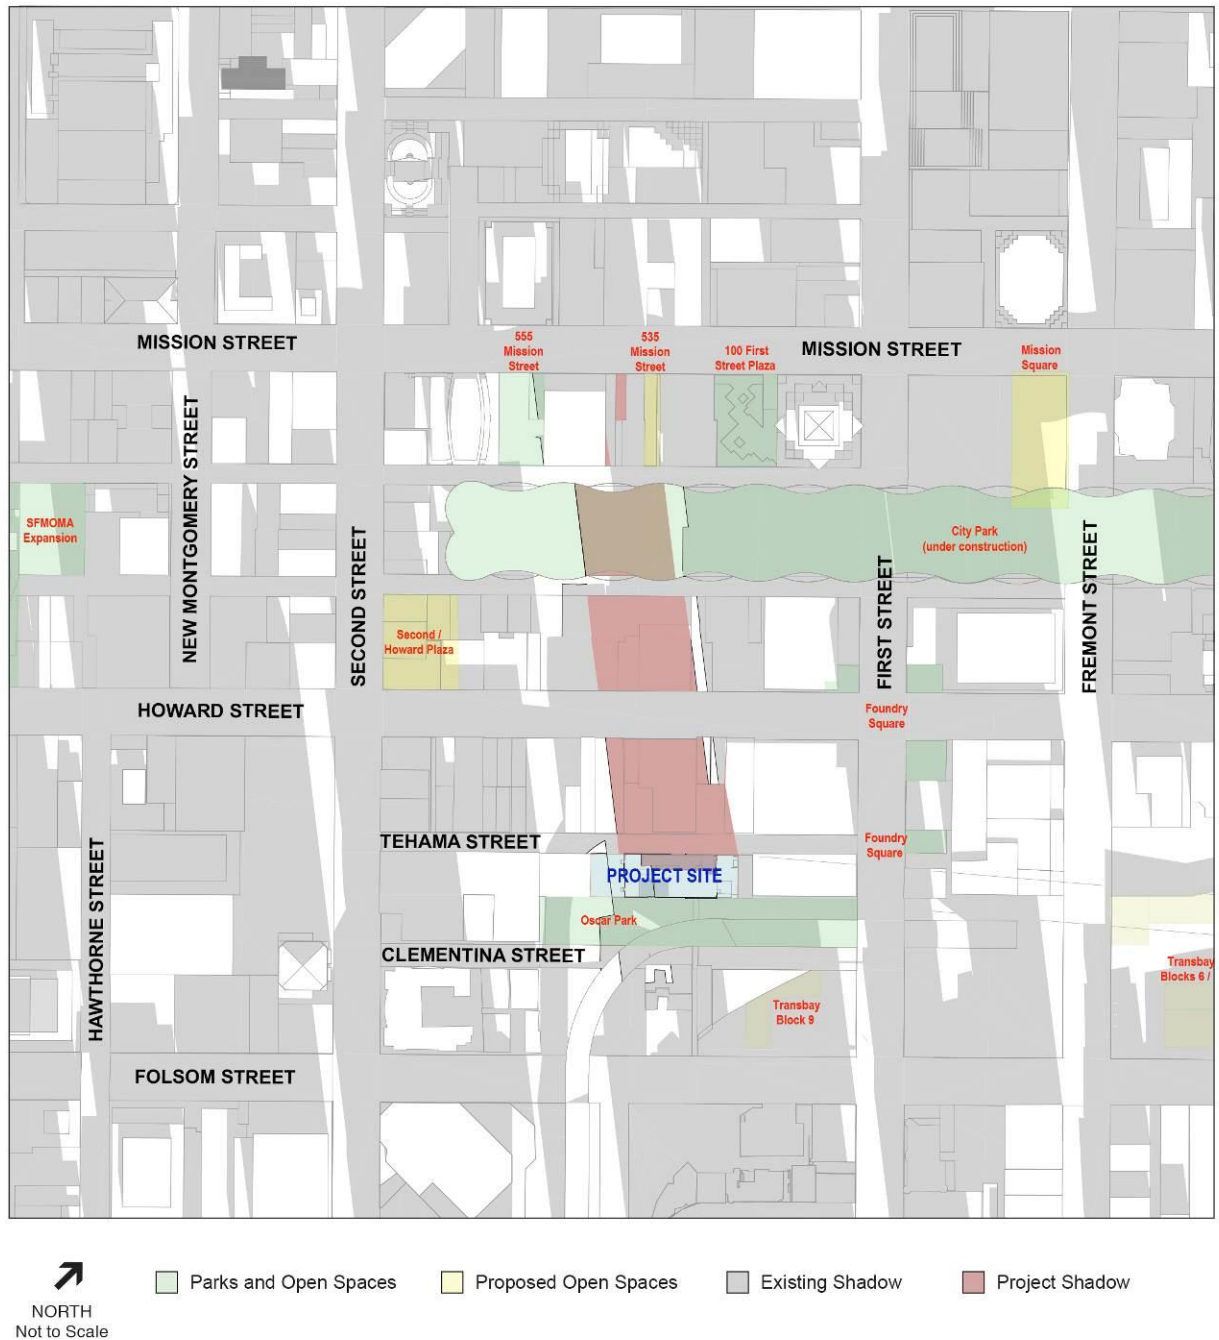 MISSION STREET
555
Mission
Street
535
Mission
Street
100 First
Street Plaza
MISSION STREET
Mission
Square
NEW MONTGOMERY STREET
SFMOMA
Expansion
SECOND STREET
City Park
(under construction)
FIRST STREET
FREMONT STREET
Second /
Howard Plaza
HOWARD STREET
Foundry
Square
TEHAMA STREET
Foundry
Square
PROJECT SITE
HAWTHORNE STREET
Oscar Park
CLEMENTINA STREET
Transbay
Blocks 6 /
Transbay
Block 9
FOLSOM STREET
NORTH
Not to Scale
Parks and Open Spaces
Proposed Open Spaces
Existing Shadow
Project Shadow